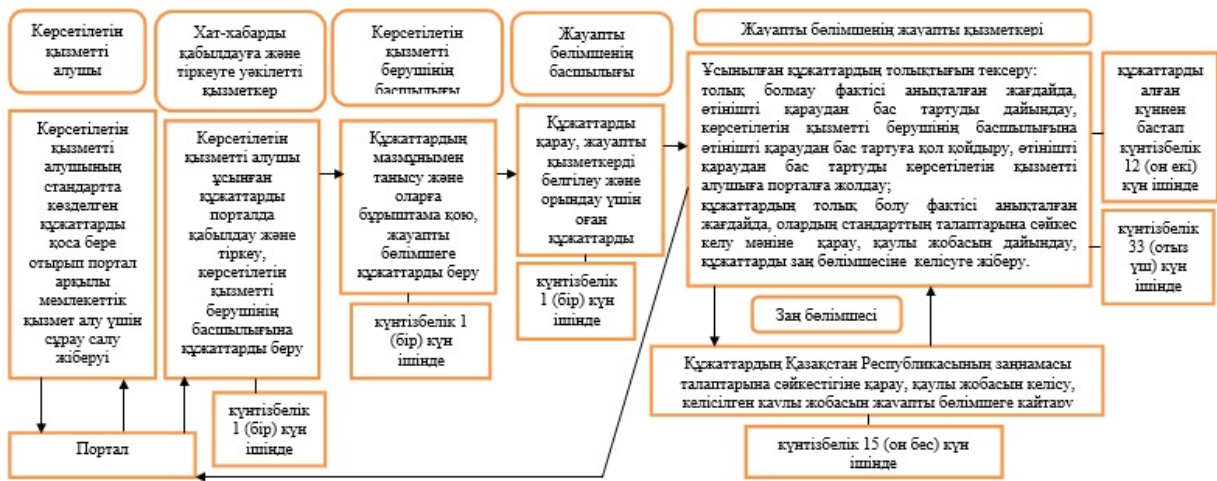 Көрсетілетін
қызметті
алушы
Хат-хабарды
қабылдауға және
тіркеуге уәкілетті
қызметкер
Көрсетілетін
қызметті
берушінің
басшылығы
Жауапты
бөлімшенің
басшылығы
Жауапты бөлімшенің жауапты қызметкері
Көрсетілетін
қызметті
алушының
стандартта
көзделген
құжаттарды
қоса бере
отырып портал
арқылы
мемлекеттік
қызмет алу үшін
сұрау салу
жіберуі
Көрсетілетін
қызметті алушы
ұсынған
құжаттарды
порталда
қабылдау және
тіркеу,
көрсетілетін
қызметті
берушінің
басшылығына
құжаттарды беру
Құжаттардың
мазмұнымен
танысу және
оларға
бұрыштама қою,
жауапты
бөлімшеге
құжаттарды беру
Құжаттарды
қарау, жауапты
қызметкерді
белгілеу және
орындау үшін
оған
құжаттарды
Ұсынылған құжаттардың толықтығын тексеру:
толық болмау фактісі анықталған жағдайда,
өтінішті қараудан бас тартуды дайындау,
көрсетілетін қызметті берушінің басшылығына
өтінішті қараудан бас тартуға қол қойдыру, өтінішті
қараудан бас тартуды көрсетілетін қызметті
алушыға порталға жолдау;
құжаттардың толық болу фактісі анықталған
жағдайда, олардың стандарттың талаптарына сәйкес
келу мәніне қарау, қаулы жобасын дайындау,
құжаттарды заң бөлімшесіне келісуге жіберу.
құжаттарды
алған
күннен
бастап
күнтізбелік
12 (он екі)
күн ішінде
күнтізбелік
33 (отыз
үш) күн
ішінде
күнтізбелік 1
(бір) күн
ішінде
күнтізбелік
1 (бір) күн
ішінде
Заң бөлімшесі
Құжаттардың Қазақстан Республикасының заңнамасы
талаптарына сәйкестігіне қарау, қаулы жобасын келісу,
келісілген қаулы жобасын жауапты бөлімшеге қайтару
күнтізбелік
1 (бір) күн
ішінде
Портал
күнтізбелік 15 (он бес) күн
ішінде